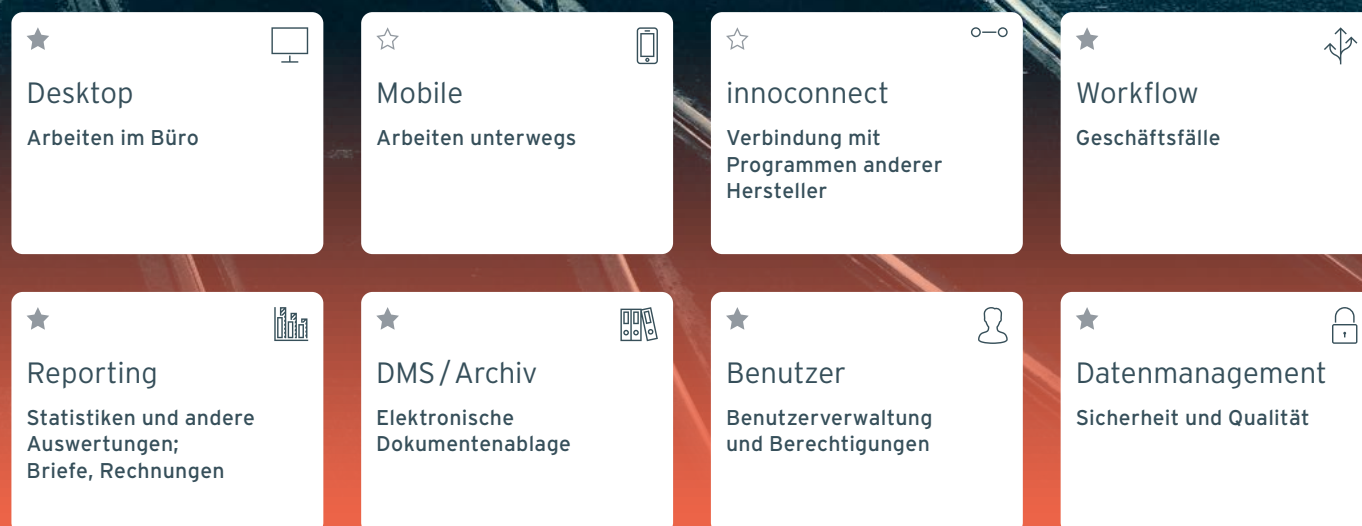 Desktop
Arbeiten im Büro
Mobile
Arbeiten unterwegs
innoconnect
Verbindung mit
Programmen anderer
Hersteller
Workflow
Geschäftsfälle
Reporting
Statistiken und andere
Auswertungen;
Briefe, Rechnungen
DMS / Archiv
Elektronische
Dokumentenablage
Benutzer
Benutzerverwaltung
und Berechtigungen
Datenmanagement
Sicherheit und Qualität